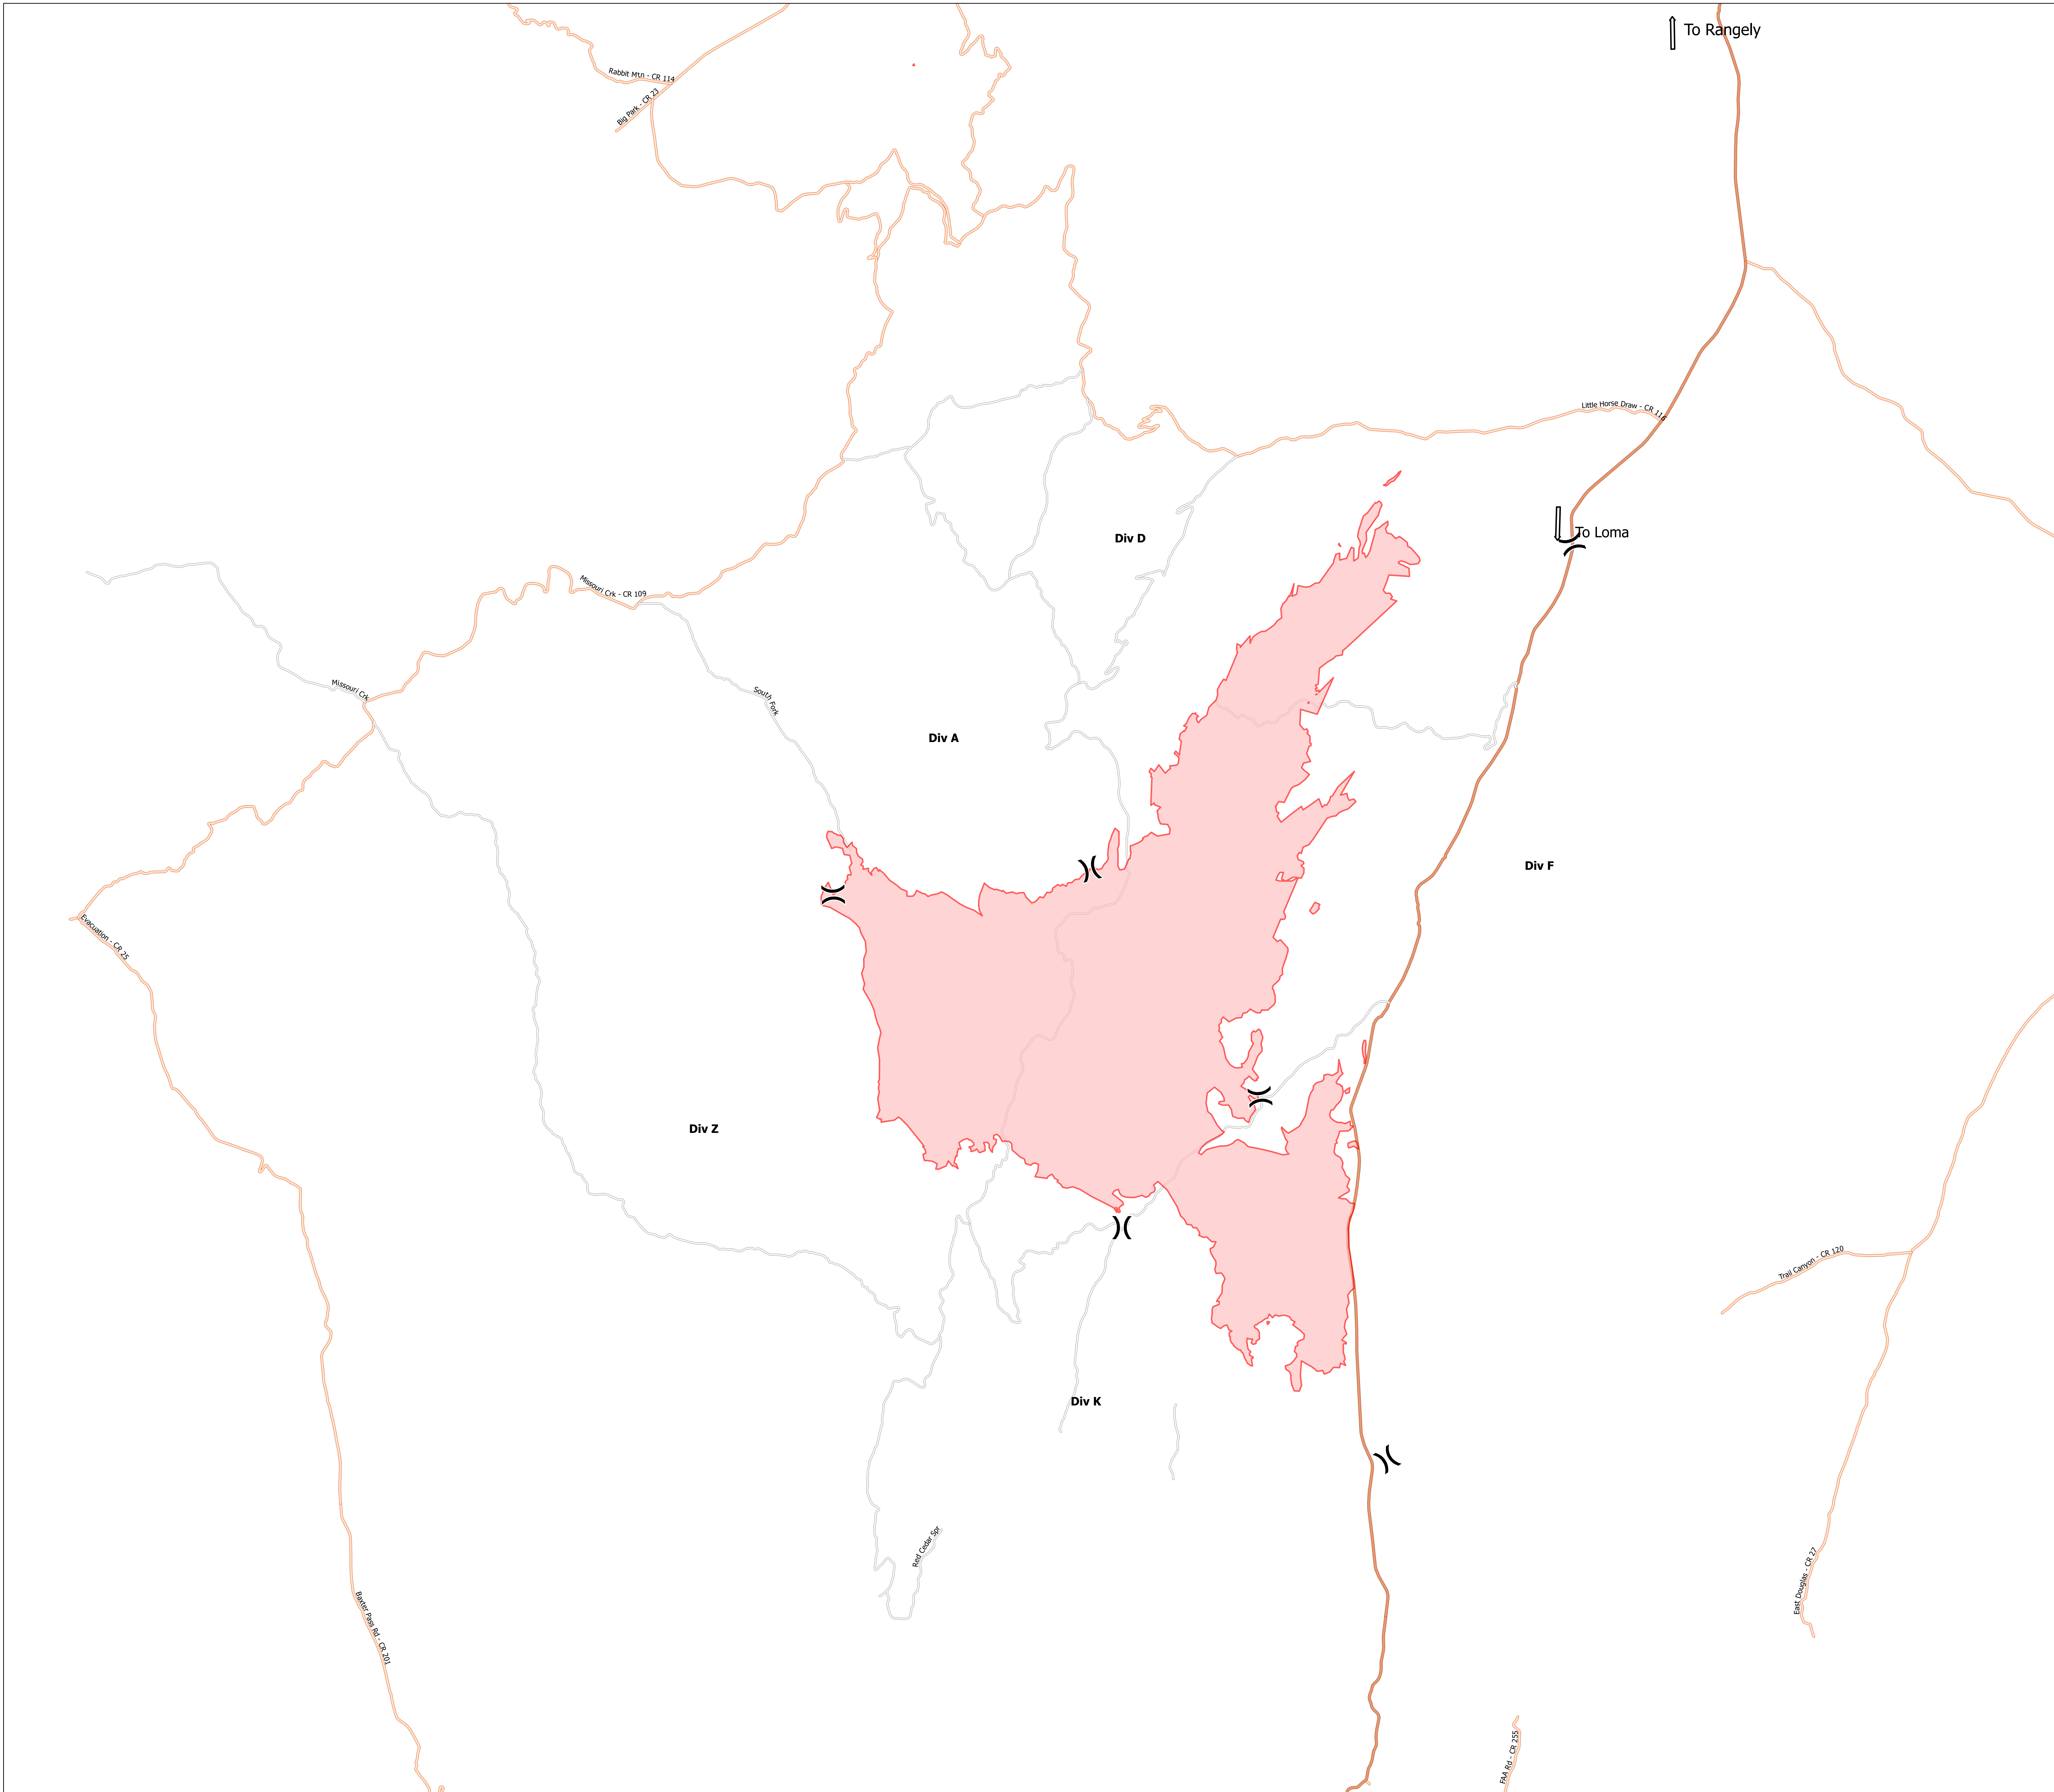 To Rangely
Rabbit Mtn - CR 114
Big Park - CR 23
Little Horse Draw - CR 116
To Loma
Div D
Missouri Crk - CR 109
Missouri Crk
South Fork
Div A
Div F
Evacuation - CR 25
Div Z
Trail Canyon - CR 120
Div K
Red Cedar Spr
East Douglas - CR 27
Baxter Pass Rd - CR 201
FAA Rd - CR 255